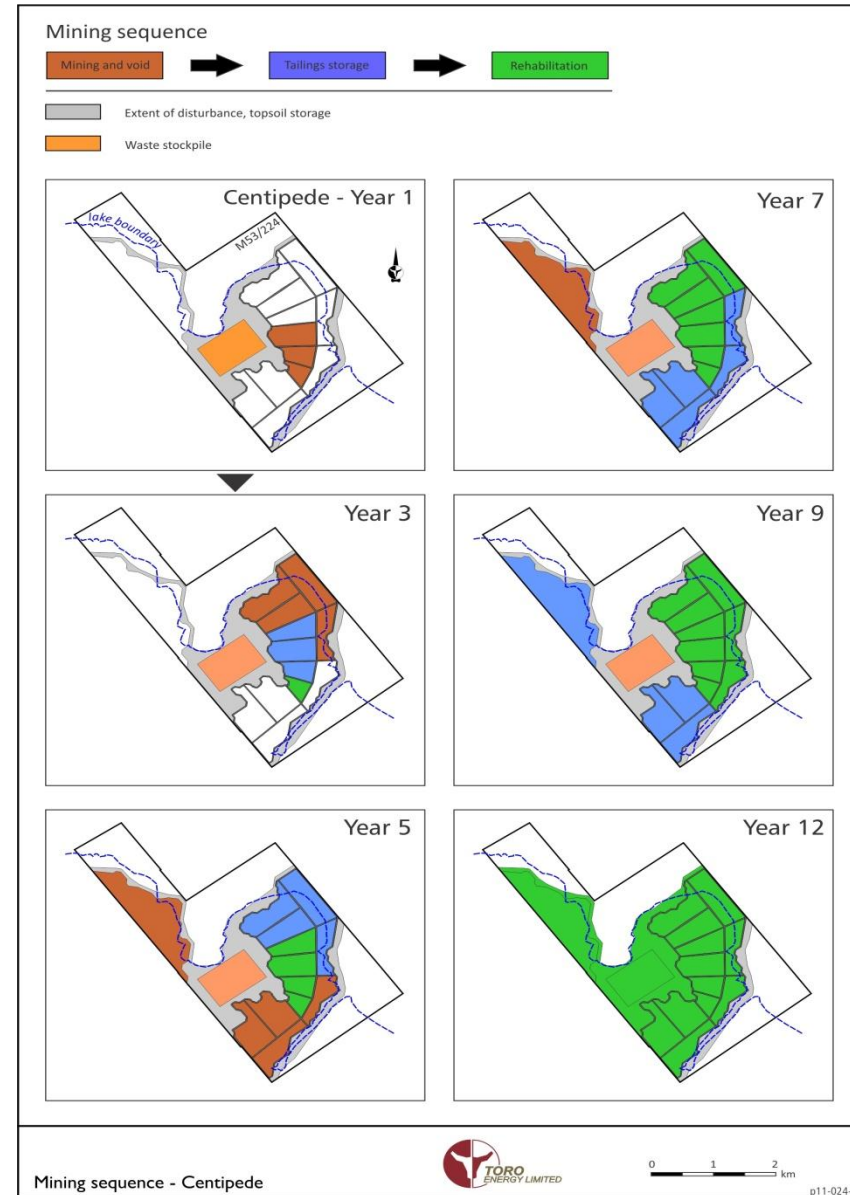 Mining sequence
Mining and void
Tailings storage
Rehabilitation
Extent of disturbance, topsoil storage
Waste stockpile
Centipede - Year 1
lake boundary
M53/224
Year 7
Year 3
Year 9
Year 5
Year 12
Mining sequence - Centipede
TORO
ENERGY LIMITED
0 1 2
km
p11-024-